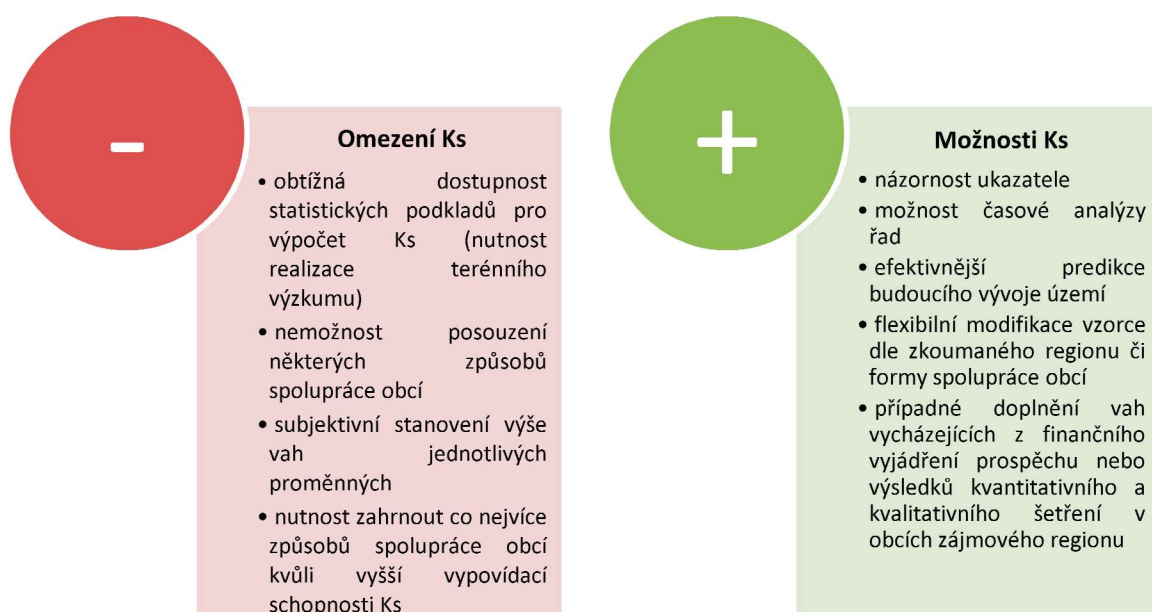 -
Omezení Ks
• obtížná dostupnost
statistických podkladů pro
výpočet Ks (nutnost
realizace terénního
výzkumu)
• nemožnost posouzení
některých způsobů
spolupráce obcí
• subjektivní stanovení výše
vah jednotlivých
proměnných
• nutnost zahrnout co nejvíce
způsobů spolupráce obcí
kvůli vyšší vypovídací
schopnosti Ks
+
Možnosti Ks
• názornost ukazatele
• možnost časové analýzy
řad
• efektivnější predikce
budoucího vývoje území
• flexibilní modifikace vzorce
dle zkoumaného regionu či
formy spolupráce obcí
• případné doplnění vah
vycházejících z finančního
vyjádření prospěchu nebo
výsledků kvantitativního a
kvalitativního šetření v
obcích zájmového regionu